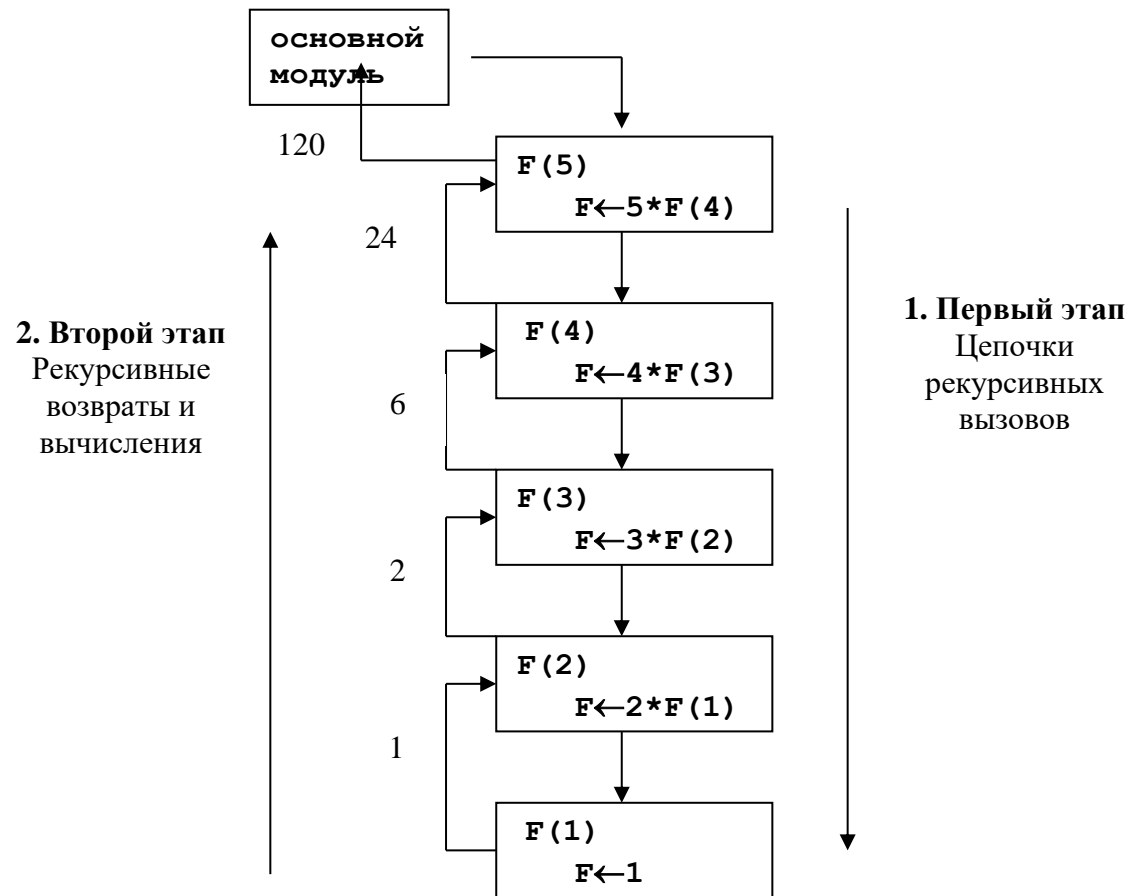 основной
модуль
120
F(5)
F←5*F(4)
24
F(4)
F←4*F(3)
1. Первый этап
Цепочки
рекурсивных
вызовов
2. Второй этап
Рекурсивные
возвраты и
вычисления
6
F(3)
F←3*F(2)
2
F(2)
F←2*F(1)
1
F(1)
F←1